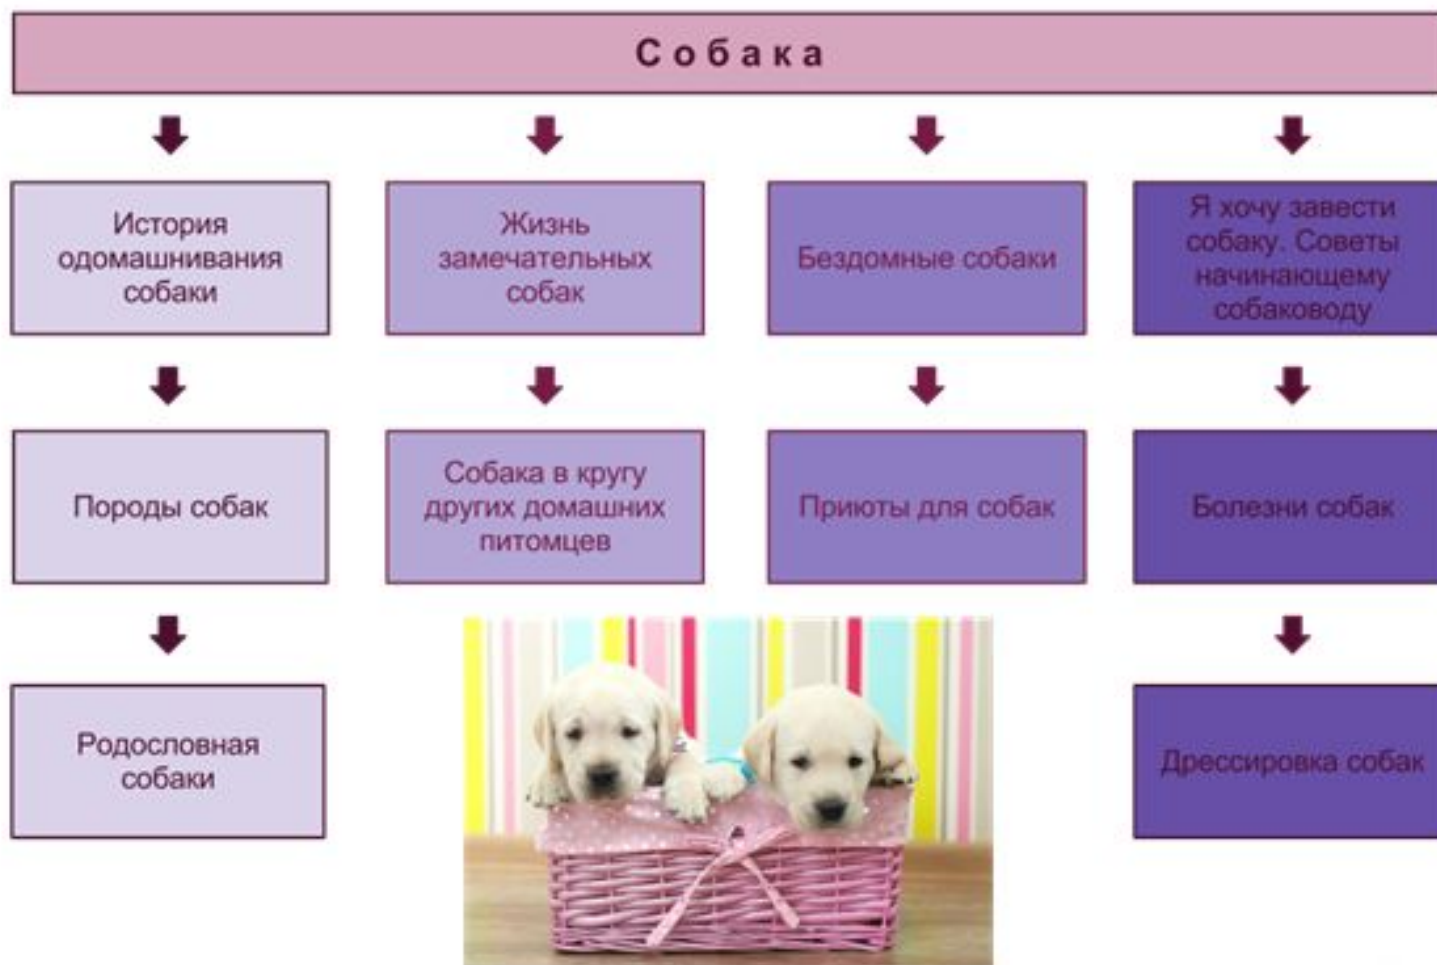 Собака
История
одомашнивания
собаки
Жизнь
замечательных
собак
Бездомные собаки
Я хочу завести
собаку. Советы
начинающему
собаководу
Породы собак
Собака в кругу
других домашних
питомцев
Приюты для собак
Болезни собак
Родословная
собаки
Дрессировка собак